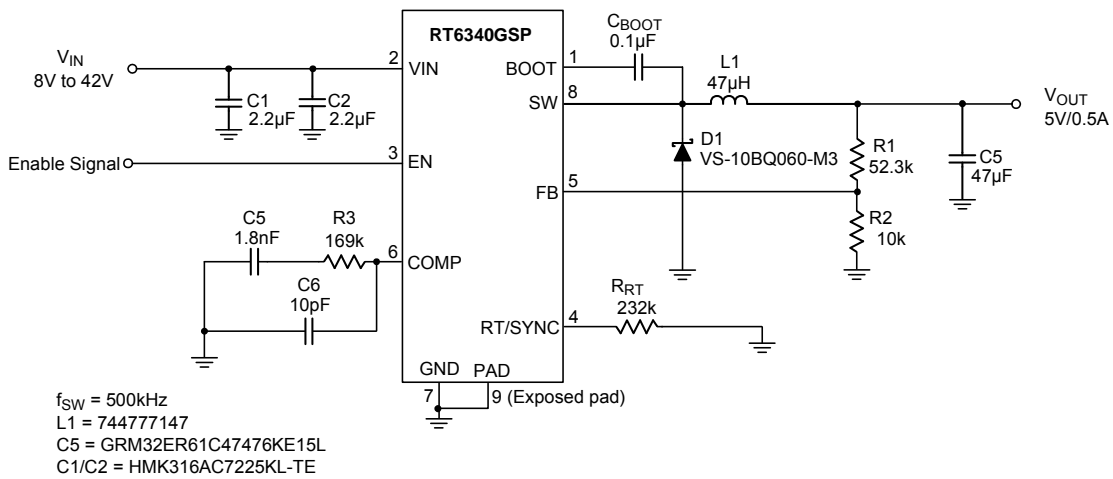 RT6340GSP
CBOOT
0.1µF
VIN
8V to 42V
2
VIN
BOOT
1
L1
47µH
SW
8
VOUT
5V/0.5A
C1
2.2µF
C2
2.2µF
D1
VS-10BQ060-M3
R1
52.3k
C5
47µF
Enable Signal
3
EN
FB
5
R2
10k
C5
1.8nF
R3
169k
6
COMP
C6
10pF
RRT
232k
RT/SYNC
4
GND
PAD
7
9 (Exposed pad)
fSW = 500kHz
L1 = 744777147
C5 = GRM32ER61C47476KE15L
C1/C2 = HMK316AC7225KL-TE